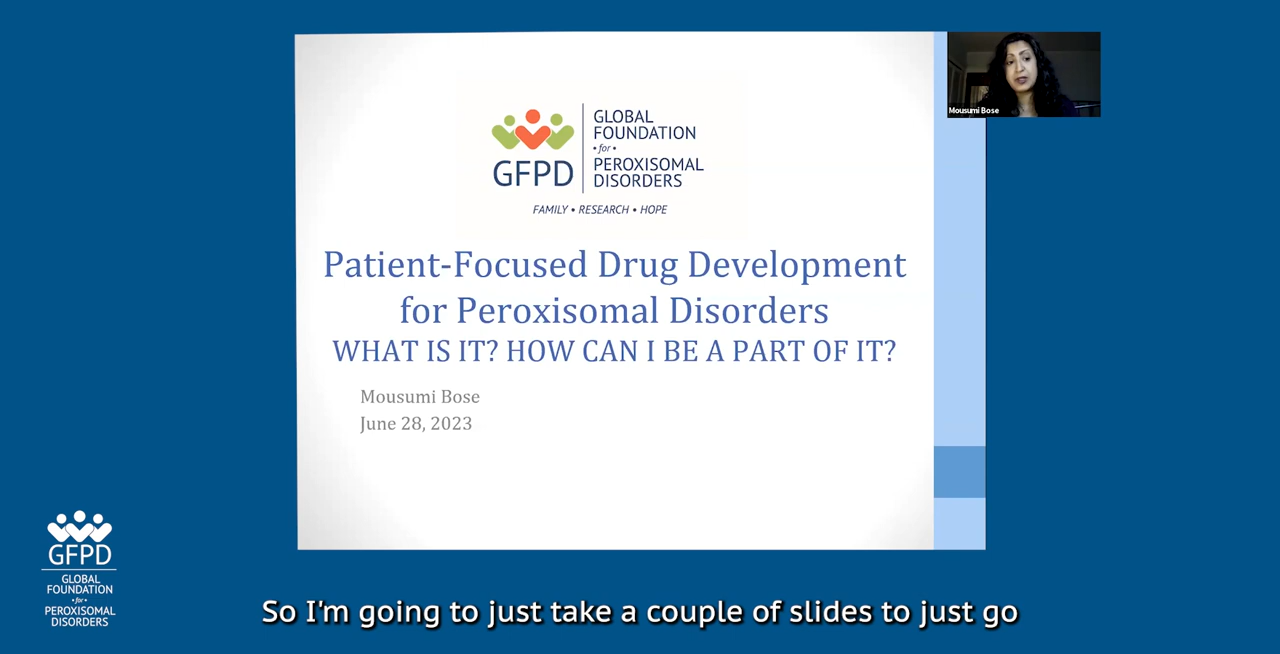 GFPD
GLOBAL
FOUNDATION
• for •
PEROXISOMAL
DISORDERS
FAMILY • RESEARCH • HOPE
Mousumi Bose
Patient-Focused Drug Development
for Peroxisomal Disorders
WHAT IS IT? HOW CAN I BE A PART OF IT?
Mousumi Bose
June 28, 2023
GFPD
GLOBAL
FOUNDATION
• for •
PEROXISOMAL
DISORDERS
So I'm going to just take a couple of slides to just go